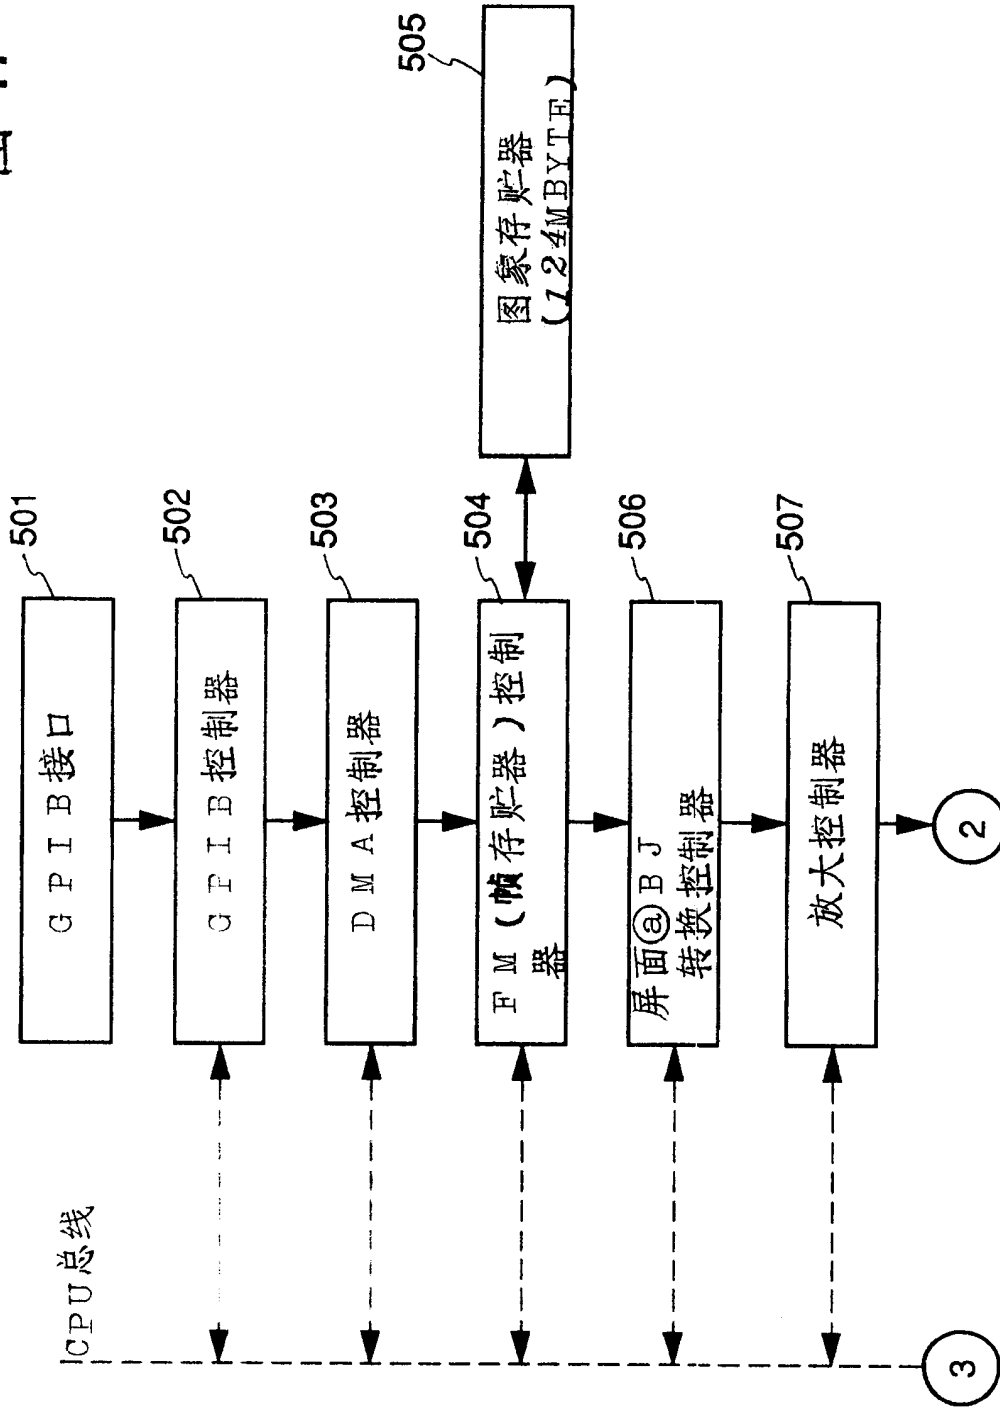 501
GPIB接口
502
GPIB控制器
503
DMA控制器
504
FM(帧存贮器)控制
器
505
图象存贮器
(124MBYTE)
506
屏面ⓐBJ
转换控制器
507
放大控制器
2
CPU总线
3